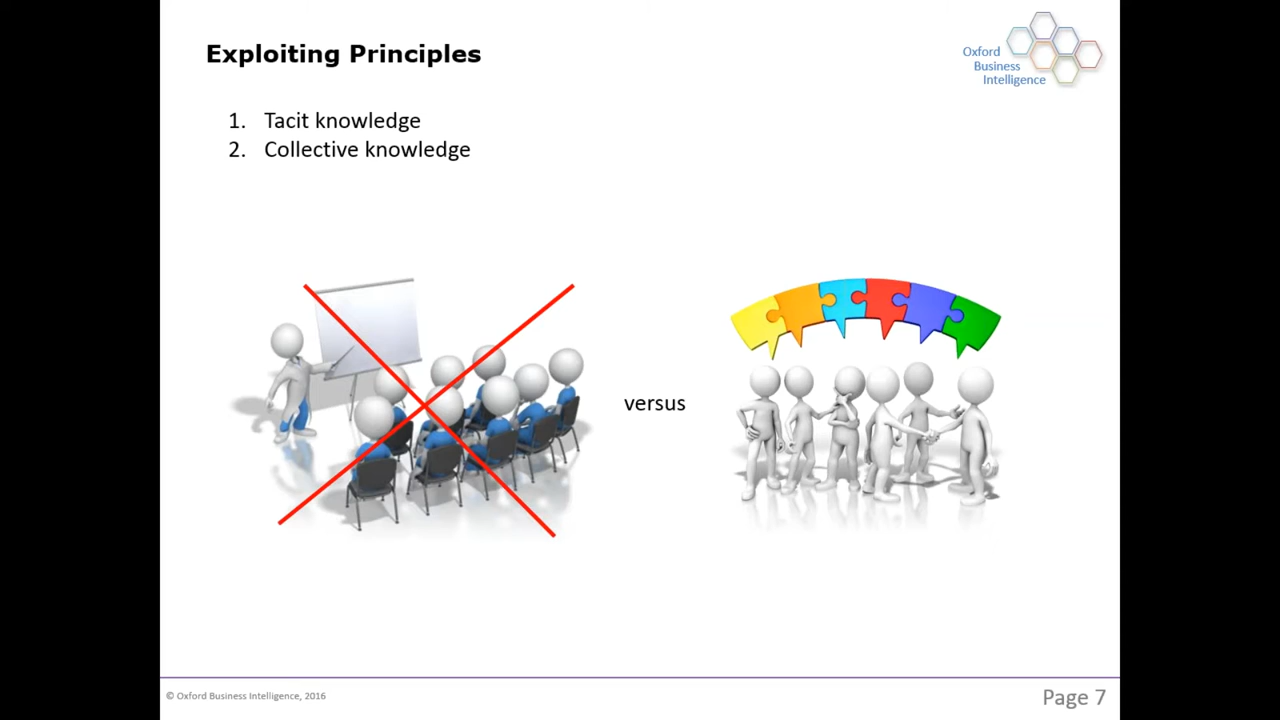 Exploiting Principles
Oxford
Business
Intelligence
1. Tacit knowledge
2. Collective knowledge
versus
© Oxford Business Intelligence, 2016
Page 7